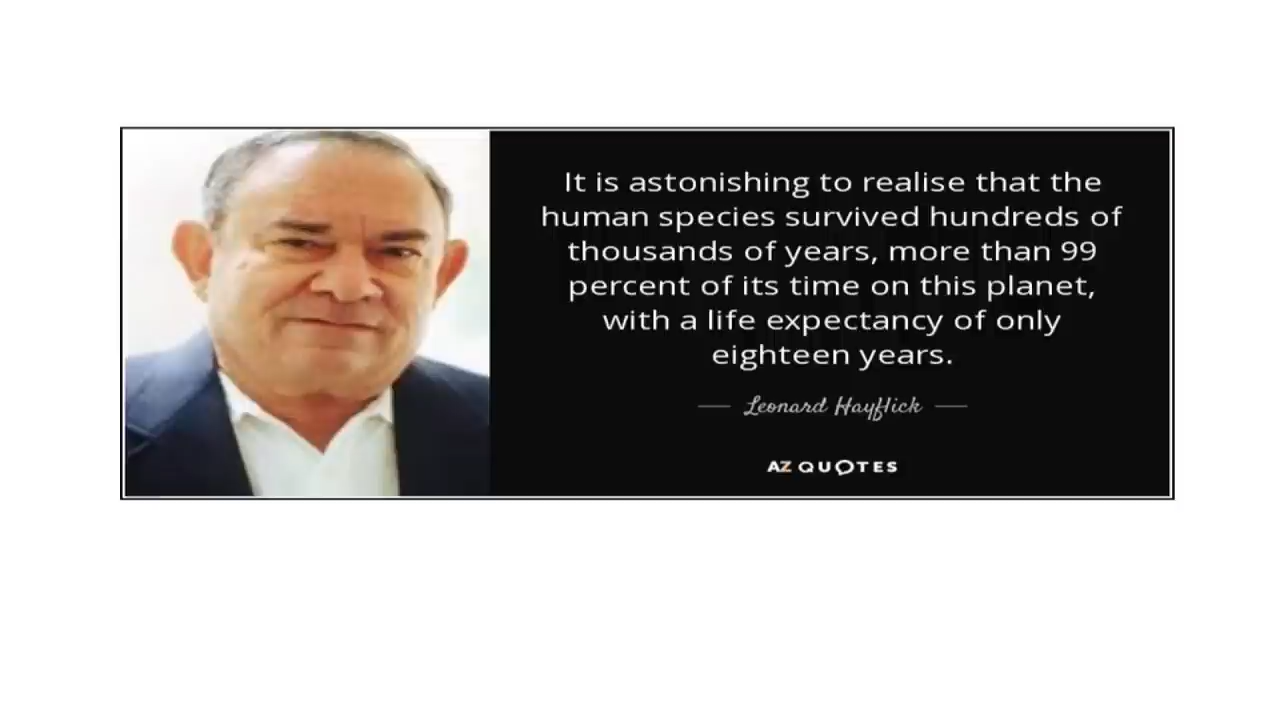 It is astonishing to realise that the
human species survived hundreds of
thousands of years, more than 99
percent of its time on this planet,
with a life expectancy of only
eighteen years.
Leonard Hayflick
AZ QUOTES